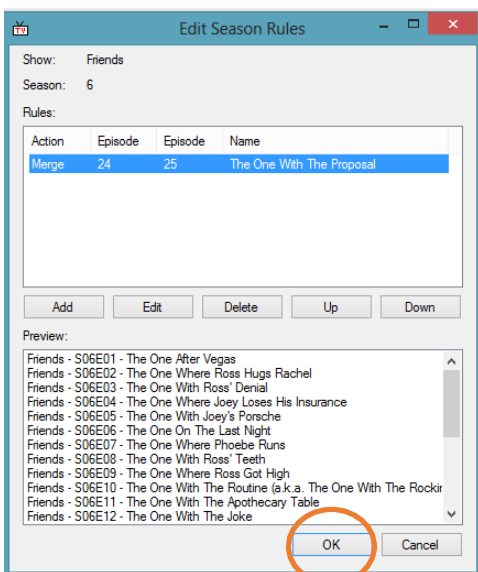 TV
Edit Season Rules
Show: Friends
Season: 6
Rules:
Action Episode Episode Name
Merge 24 25 The One With The Proposal
Add Edit Delete Up Down
Preview:
Friends - S06E01 - The One After Vegas
Friends - S06E02 - The One Where Ross Hugs Rachel
Friends - S06E03 - The One With Ross' Denial
Friends - S06E04 - The One Where Joey Loses His Insurance
Friends - S06E05 - The One With Joey's Porsche
Friends - S06E06 - The One On The Last Night
Friends - S06E07 - The One Where Phoebe Runs
Friends - S06E08 - The One With Ross' Teeth
Friends - S06E09 - The One Where Ross Got High
Friends - S06E10 - The One With The Routine (a.k.a. The One With The Rockin
Friends - S06E11 - The One With The Apothecary Table
Friends - S06E12 - The One With The Joke
OK Cancel